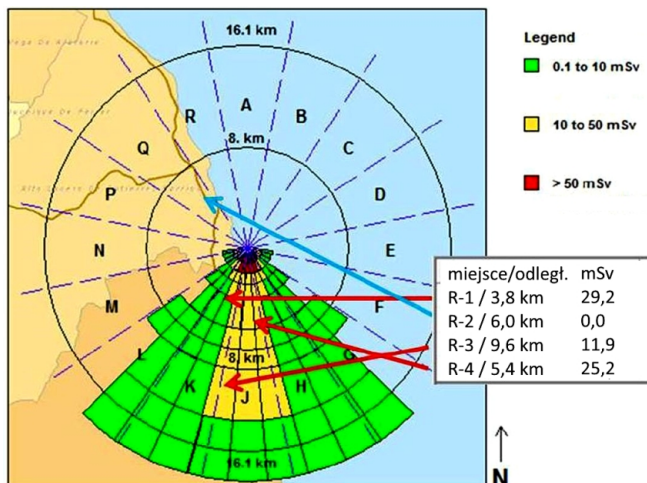 16.1 km
A
B
R
C
8. km
Q
D
P
N
E
M
F
L
8. km
G
K
H
J
16.1 km
N
Legend
0.1 to 10 mSv
10 to 50 mSv
> 50 mSv
miejsce/odległ. mSv
R-1 / 3,8 km 29,2
R-2 / 6,0 km 0,0
R-3 / 9,6 km 11,9
R-4 / 5,4 km 25,2